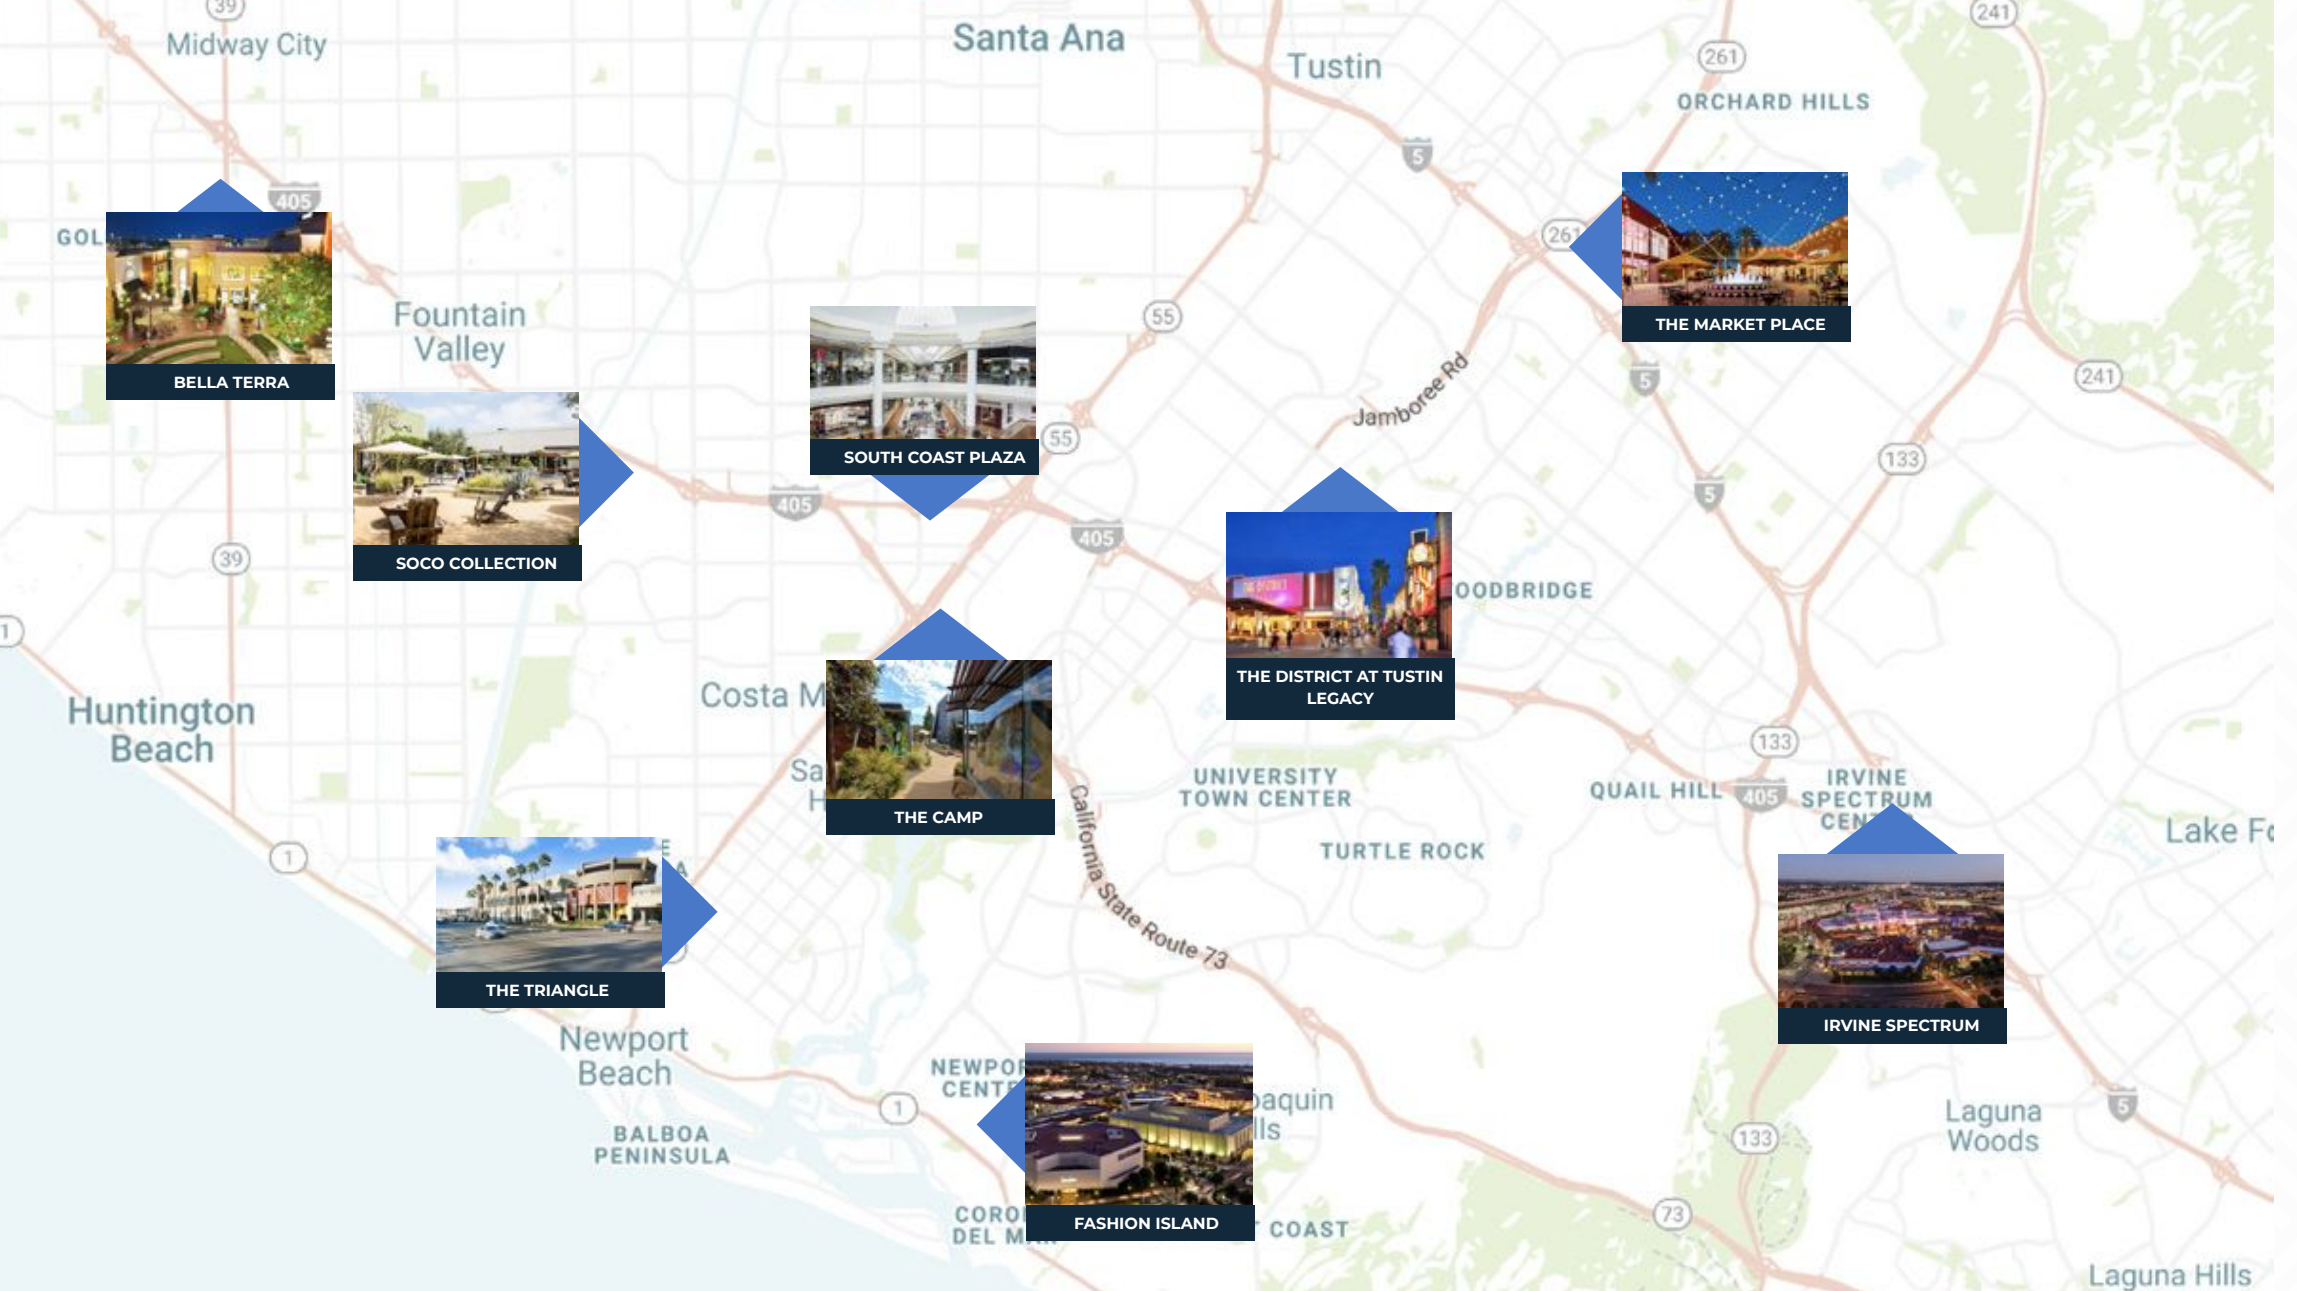 39
Midway City
Santa Ana
Tustin
261
241
ORCHARD HILLS
5
405
261
THE MARKET PLACE
BELLA TERRA
Fountain
Valley
55
5
Jamboree Rd
241
55
SOUTH COAST PLAZA
133
405
5
405
39
SOCO COLLECTION
1
THE DISTRICT AT TUSTIN
LEGACY
Huntington
Beach
Costa M
133
UNIVERSITY
TOWN CENTER
QUAIL HILL
405
IRVINE
SPECTRUM
THE CAMP
California State Route 73
TURTLE ROCK
Lake Fo
1
THE TRIANGLE
IRVINE SPECTRUM
Newport
Beach
1
BALBOA
PENINSULA
FASHION ISLAND
COAST
Laguna
Woods
5
133
73
DEL
Laguna Hills